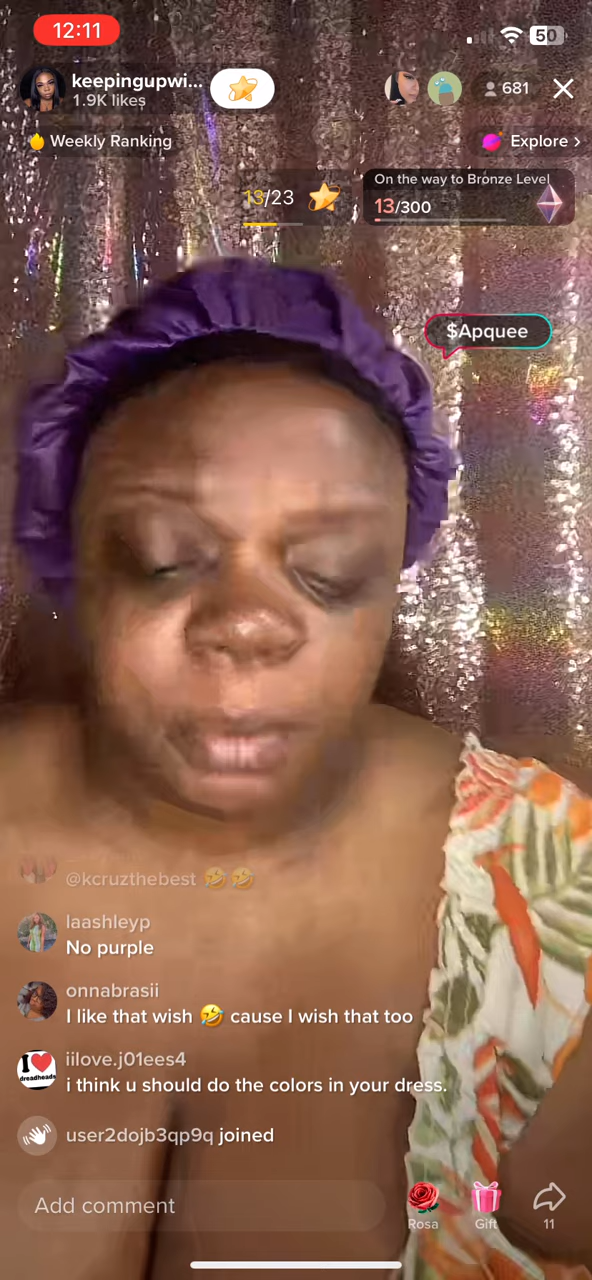 12:11
50
keepingupwi...
1.9K likes
681
Weekly Ranking
Explore >
13/23
On the way to Bronze Level
13/300
$Apquee
@kcruzthebest 🤣🤣
laashleyp
No purple
onnabrasii
I like that wish 🤣 cause I wish that too
iilove.j01ees4
I ❤ dreadheads
i think u should do the colors in your dress.
user2dojb3qp9q joined
Add comment
Rosa
Gift
11